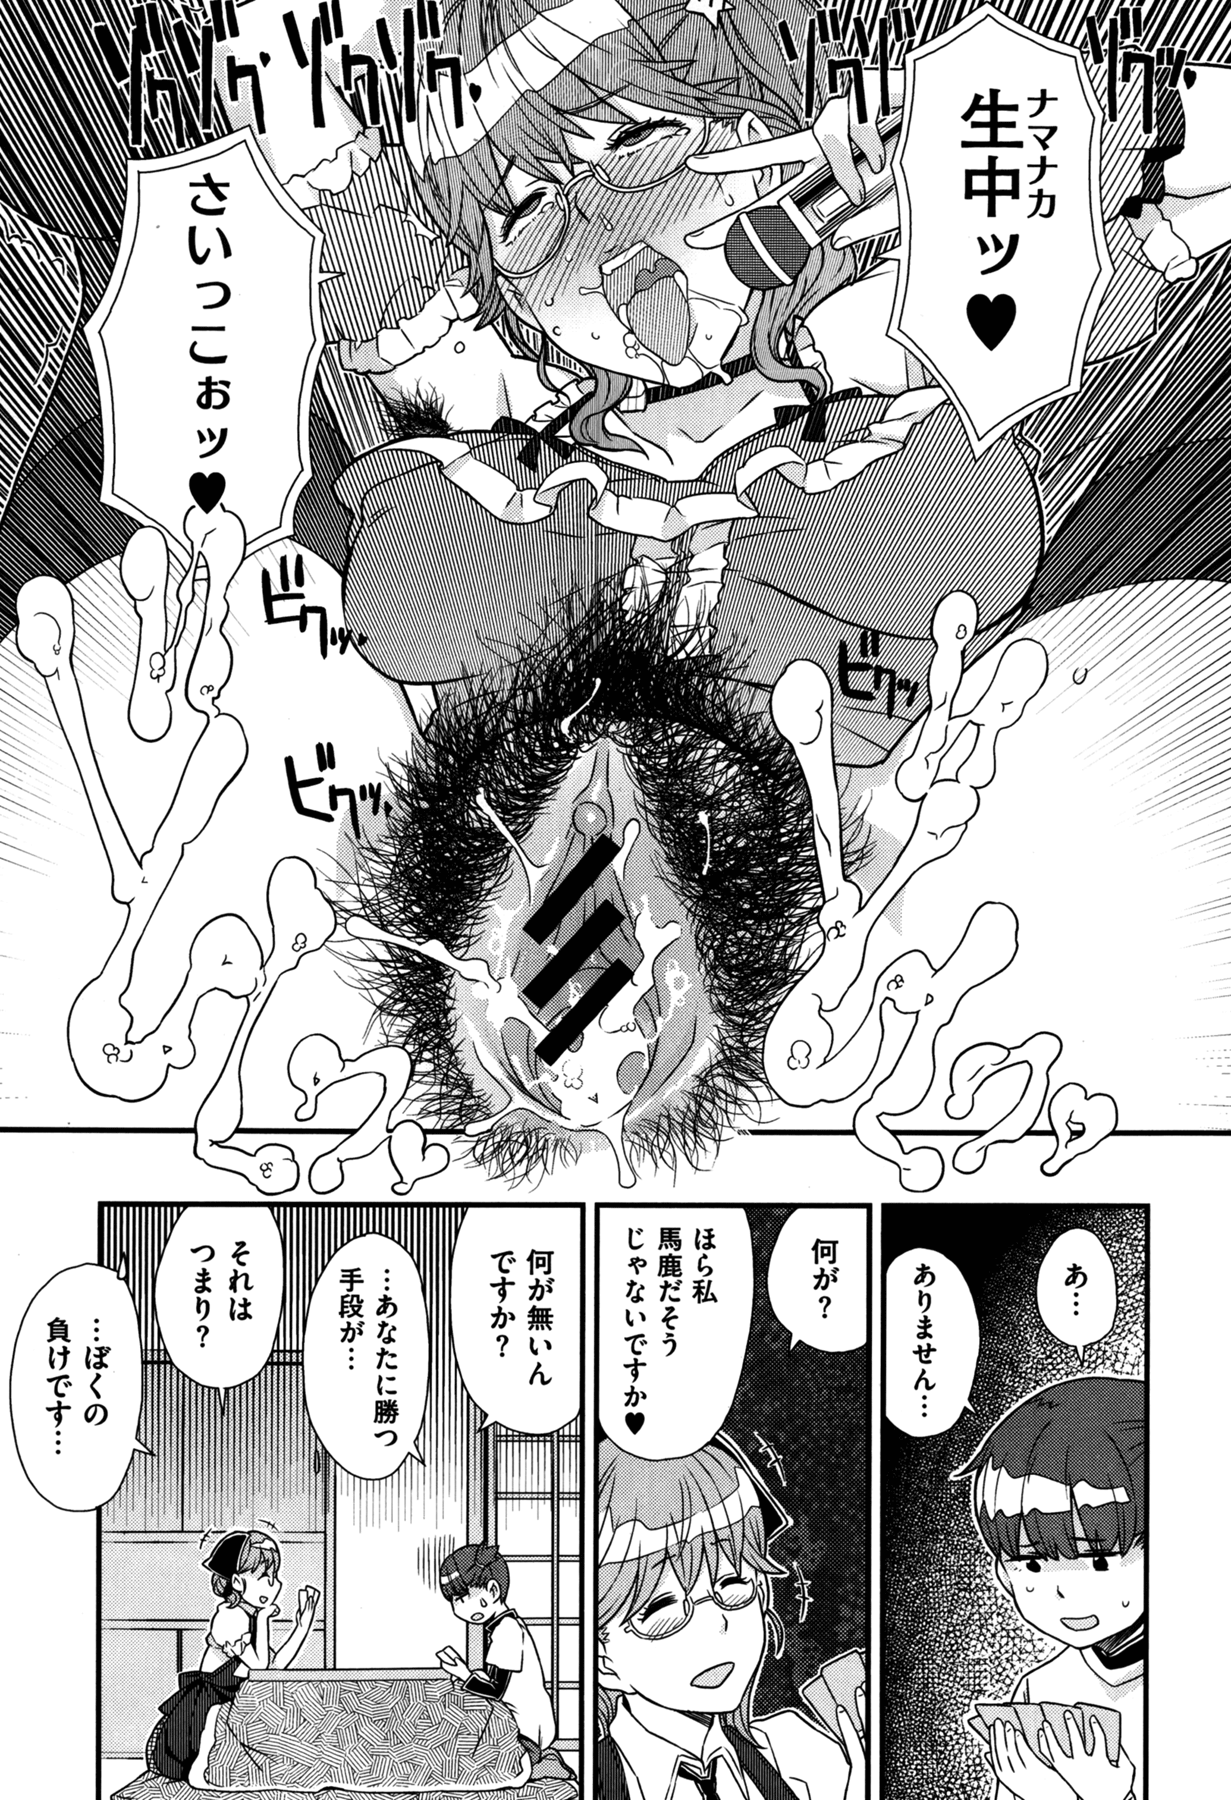 ナマナカ
生中ッ♥
さいっこぉッ♥
ゾクゾクッ♥
ゾクゾクゾクゾク♥
ビクッ
ビクッ
ビクッ
あ…
ありません…
何が?
ほら私
馬鹿だそう
じゃないですか♥
何が無いん
ですか?
…あなたに勝つ
手段が…
それは
つまり?
…ぼくの
負けです…